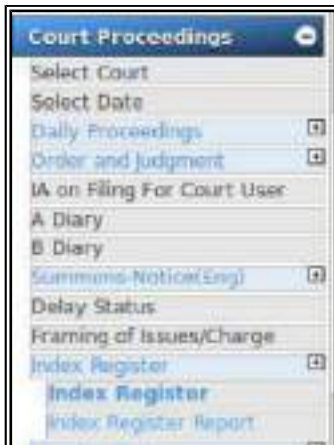 Court Proceedings
Select Court
Select Date
Daily Proceedings
Order and Judgment
IA on Filing For Court User
A Diary
B Diary
Summons-Notice(Eng)
Delay Status
Framing of Issues/Charge
Index Register
Index Register
Index Register Report